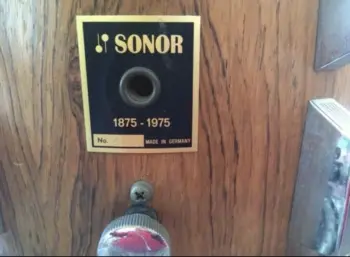 SONOR
1875 - 1975
No.
MADE IN GERMANY